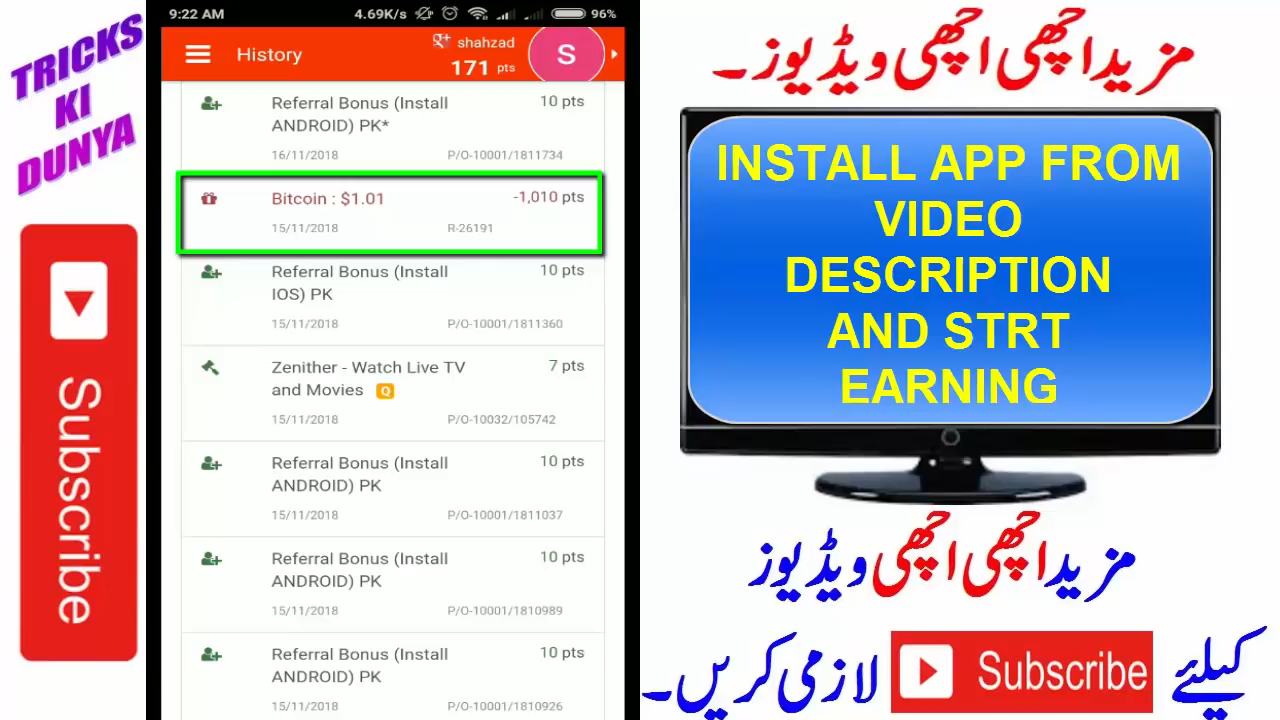 TRICKS
KI
DUNYA
Subscribe
9:22 AM
4.69K/s
96%
History
shahzad
171 pts
S
Referral Bonus (Install
ANDROID) PK*
10 pts
16/11/2018
P/O-10001/1811734
Bitcoin : $1.01
-1,010 pts
15/11/2018
R-26191
Referral Bonus (Install
IOS) PK
10 pts
15/11/2018
P/O-10001/1811360
Zenither - Watch Live TV
and Movies Q
7 pts
15/11/2018
P/O-10032/105742
Referral Bonus (Install
ANDROID) PK
10 pts
15/11/2018
P/O-10001/1811037
Referral Bonus (Install
ANDROID) PK
10 pts
15/11/2018
P/O-10001/1810989
Referral Bonus (Install
ANDROID) PK
10 pts
15/11/2018
P/O-10001/1810926
مزید اچھی اچھی ویڈیوز۔
INSTALL APP FROM
VIDEO
DESCRIPTION
AND STRT
EARNING
مزید اچھی اچھی ویڈیوز
کیلئے Subscribe لازمی کریں۔